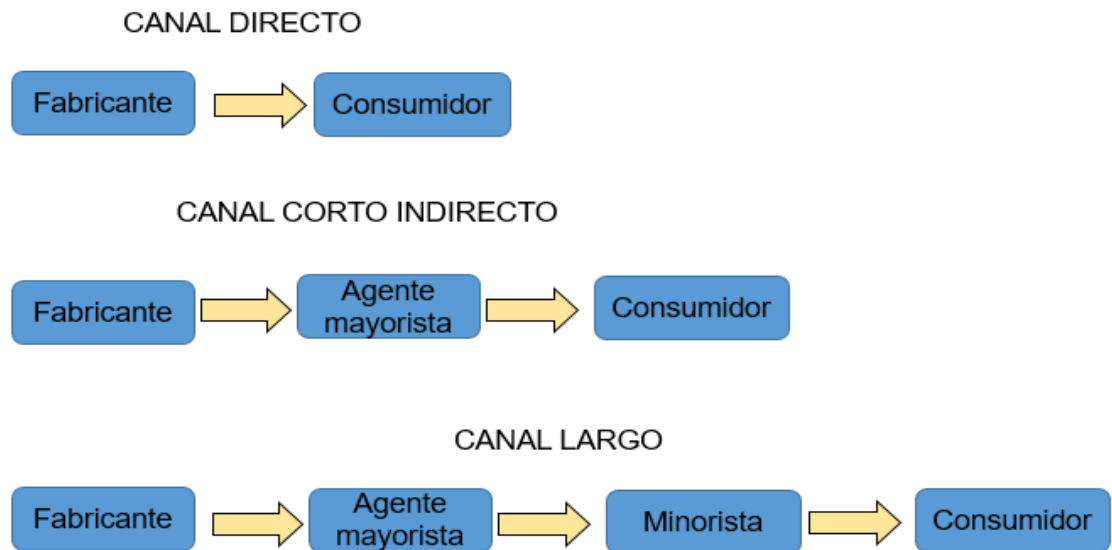 CANAL DIRECTO
Fabricante
Consumidor
CANAL CORTO INDIRECTO
Fabricante
Agente
mayorista
Consumidor
CANAL LARGO
Fabricante
Agente
mayorista
Minorista
Consumidor